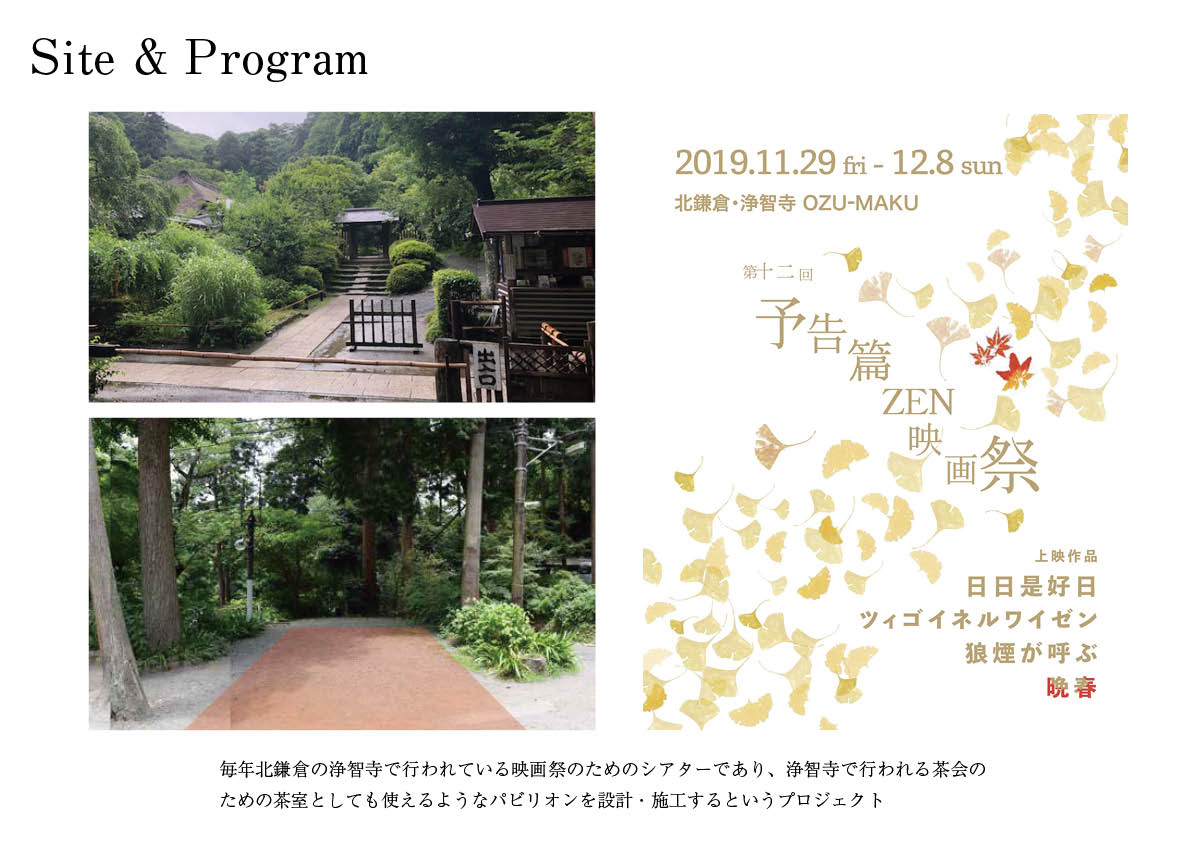 Site & Program
出口
2019.11.29 fri - 12.8 sun
北鎌倉・浄智寺 OZU-MAKU
第十二回
予告篇
ZEN
映画祭
上映作品
日日是好日
ツィゴイネルワイゼン
狼煙が呼ぶ
晩春
毎年北鎌倉の浄智寺で行われている映画祭のためのシアターであり、浄智寺で行われる茶会の
ための茶室としても使えるようなパビリオンを設計・施工するというプロジェクト